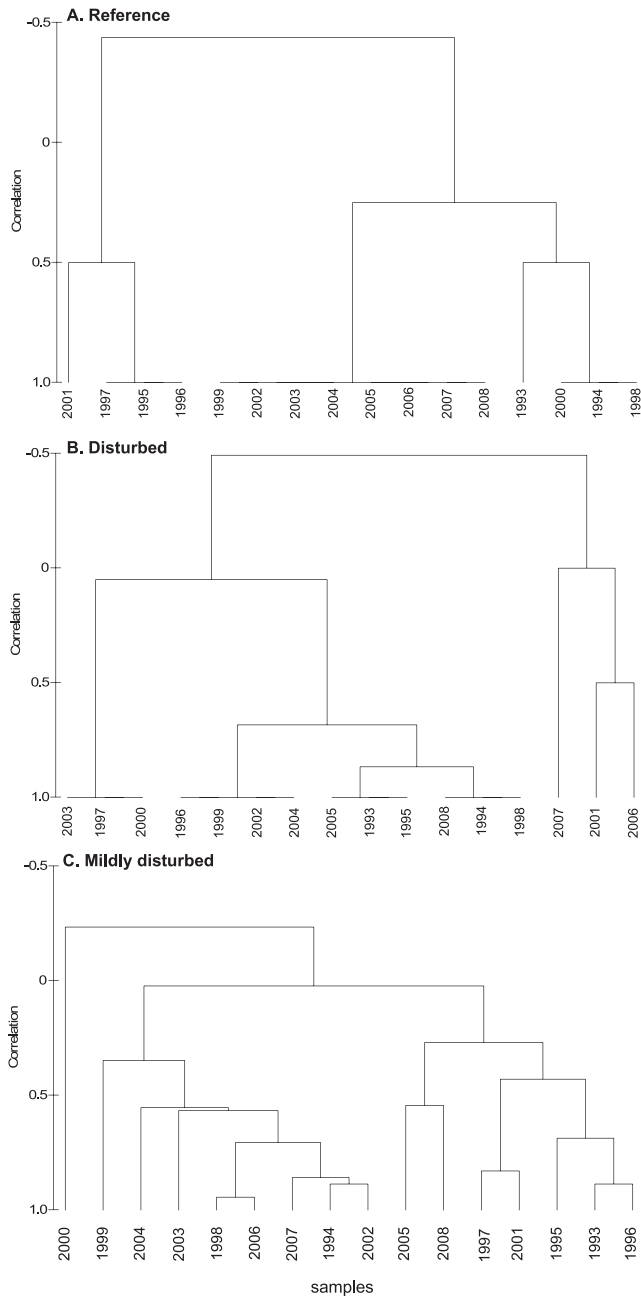 A. Reference
-0.5
0
0.5
1.0
Correlation
2001 1997 1995 1996 1999 2002 2003 2004 2005 2006 2007 2008 1993 2000 1994 1998
B. Disturbed
-0.5
0
0.5
1.0
Correlation
2003 1997 2000 1996 1999 2002 2004 2005 1993 1995 2008 1994 1998 2007 2001 2006
C. Mildly disturbed
-0.5
0
0.5
1.0
Correlation
2000 1999 2004 2003 1998 2006 2007 1994 2002 2005 2008 1997 2001 1995 1993 1996
samples